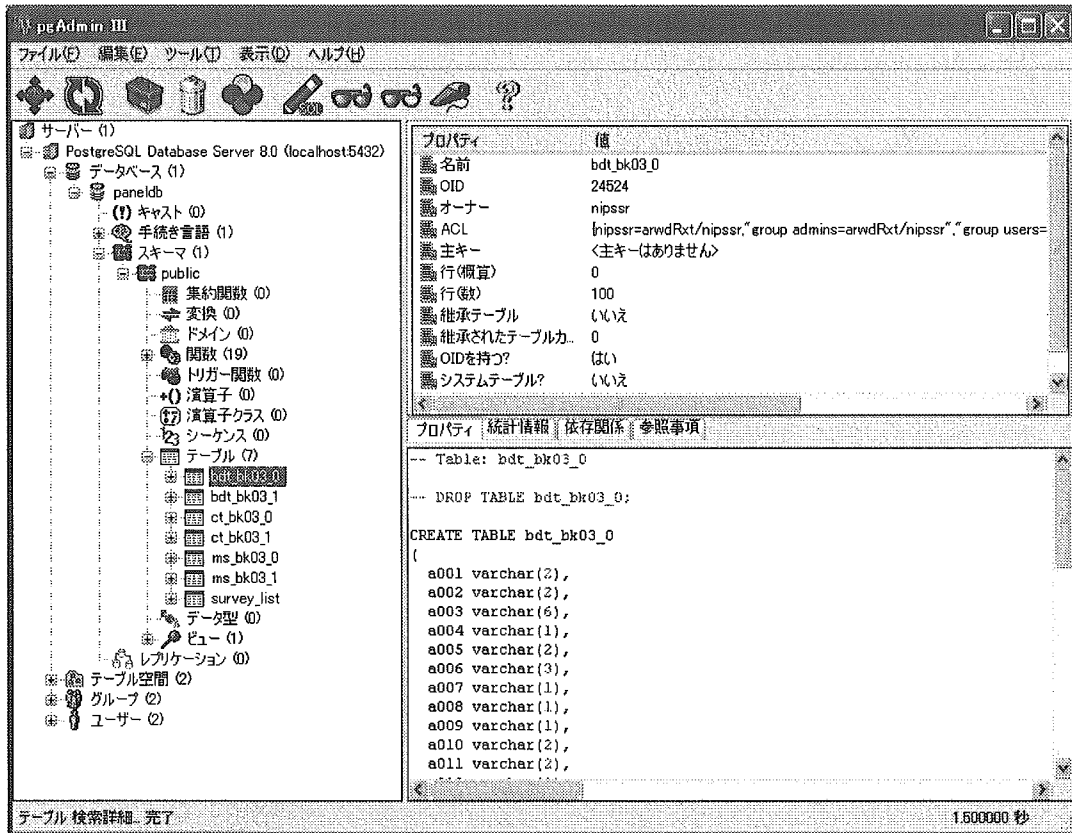 pgAdmin III
ファイル(F) 編集(E) ツール(T) 表示(D) ヘルプ(H)
サーバー (1)
PostgreSQL Database Server 8.0 (localhost:5432)
データベース (1)
paneldb
キャスト (0)
手続き言語 (1)
スキーマ (1)
public
集約関数 (0)
変換 (0)
ドメイン (0)
関数 (19)
トリガー関数 (0)
演算子 (0)
演算子クラス (0)
シーケンス (0)
テーブル (7)
bdt_bk03_0
bdt_bk03_1
ct_bk03_0
ct_bk03_1
ms_bk03_0
ms_bk03_1
survey_list
データ型 (0)
ビュー (1)
レプリケーション (0)
テーブル空間 (2)
グループ (2)
ユーザー (2)
プロパティ 値
名前 bdt_bk03_0
OID 24524
オーナー nipssr
ACL {nipssr=arwdRxt/nipssr,"group admins=arwdRxt/nipssr","group users=
主キー <主キーはありません>
行(概算) 0
行(数) 100
継承テーブル いいえ
継承されたテーブルカ... 0
OIDを持つ? はい
システムテーブル? いいえ
プロパティ 統計情報 依存関係 参照事項
-- Table: bdt_bk03_0
-- DROP TABLE bdt_bk03_0;
CREATE TABLE bdt_bk03_0
(
a001 varchar(2),
a002 varchar(2),
a003 varchar(6),
a004 varchar(1),
a005 varchar(2),
a006 varchar(3),
a007 varchar(1),
a008 varchar(1),
a009 varchar(1),
a010 varchar(2),
a011 varchar(2),
テーブル 検索詳細... 完了 1.500000 秒